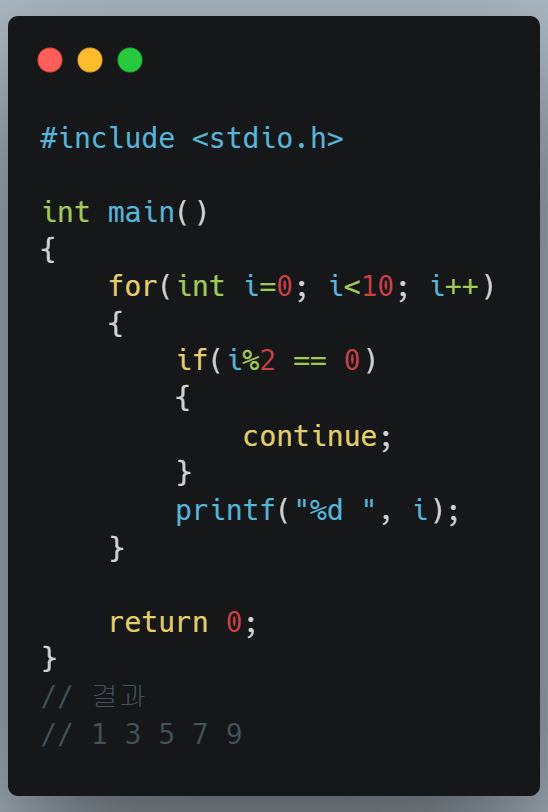 #include <stdio.h>

int main()
{
    for(int i=0; i<10; i++)
    {
        if(i%2 == 0)
        {
            continue;
        }
        printf("%d ", i);
    }

    return 0;
}
// 결과
// 1 3 5 7 9